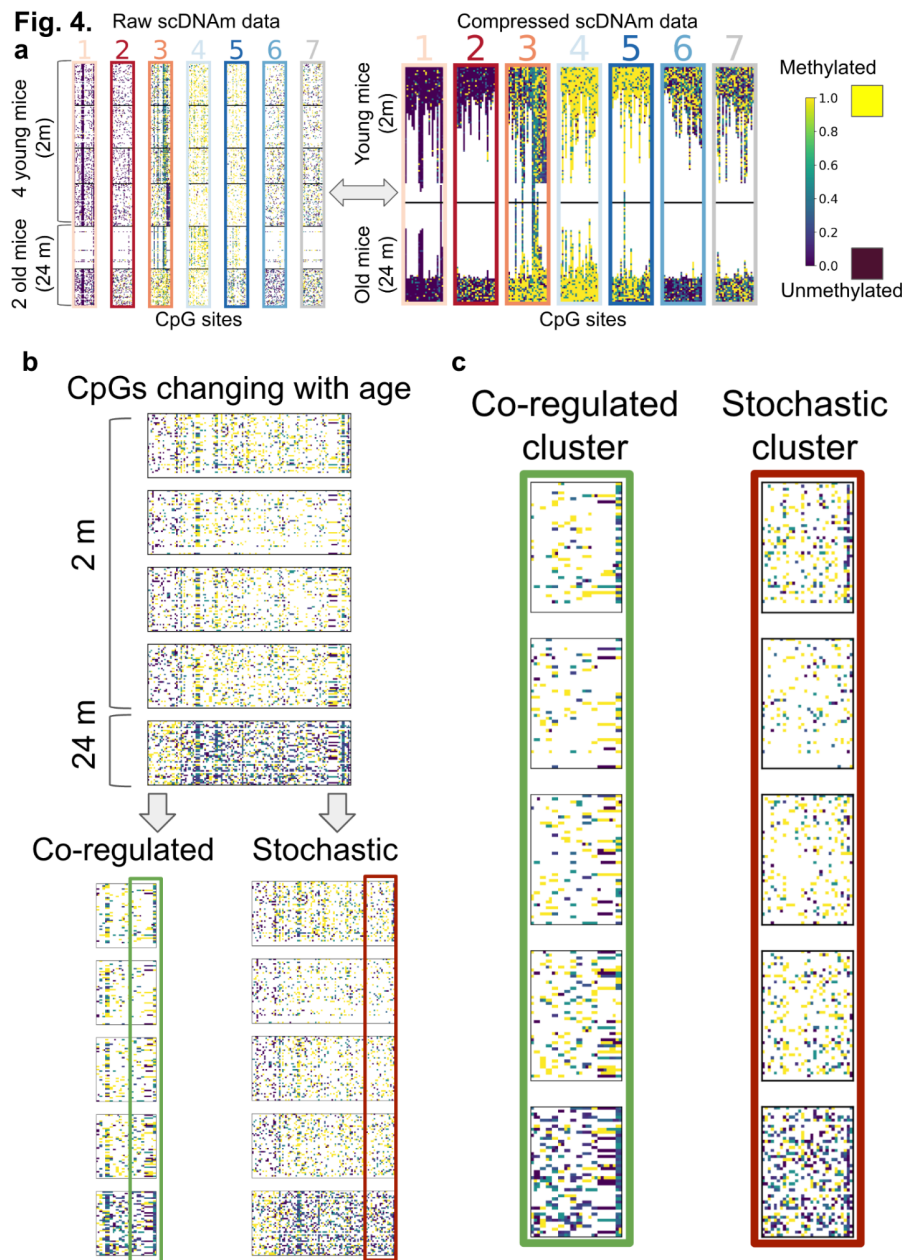 Fig. 4.
Raw scDNAm data
Compressed scDNAm data
a
1 2 3 4 5 6 7
1 2 3 4 5 6 7
4 young mice
(2m)
2 old mice
(24 m)
CpG sites
Young mice
(2m)
Old mice
(24 m)
CpG sites
Methylated
1.0
0.8
0.6
0.4
0.2
0.0
Unmethylated
b
CpGs changing with age
2 m
24 m
Co-regulated
Stochastic
c
Co-regulated
cluster
Stochastic
cluster